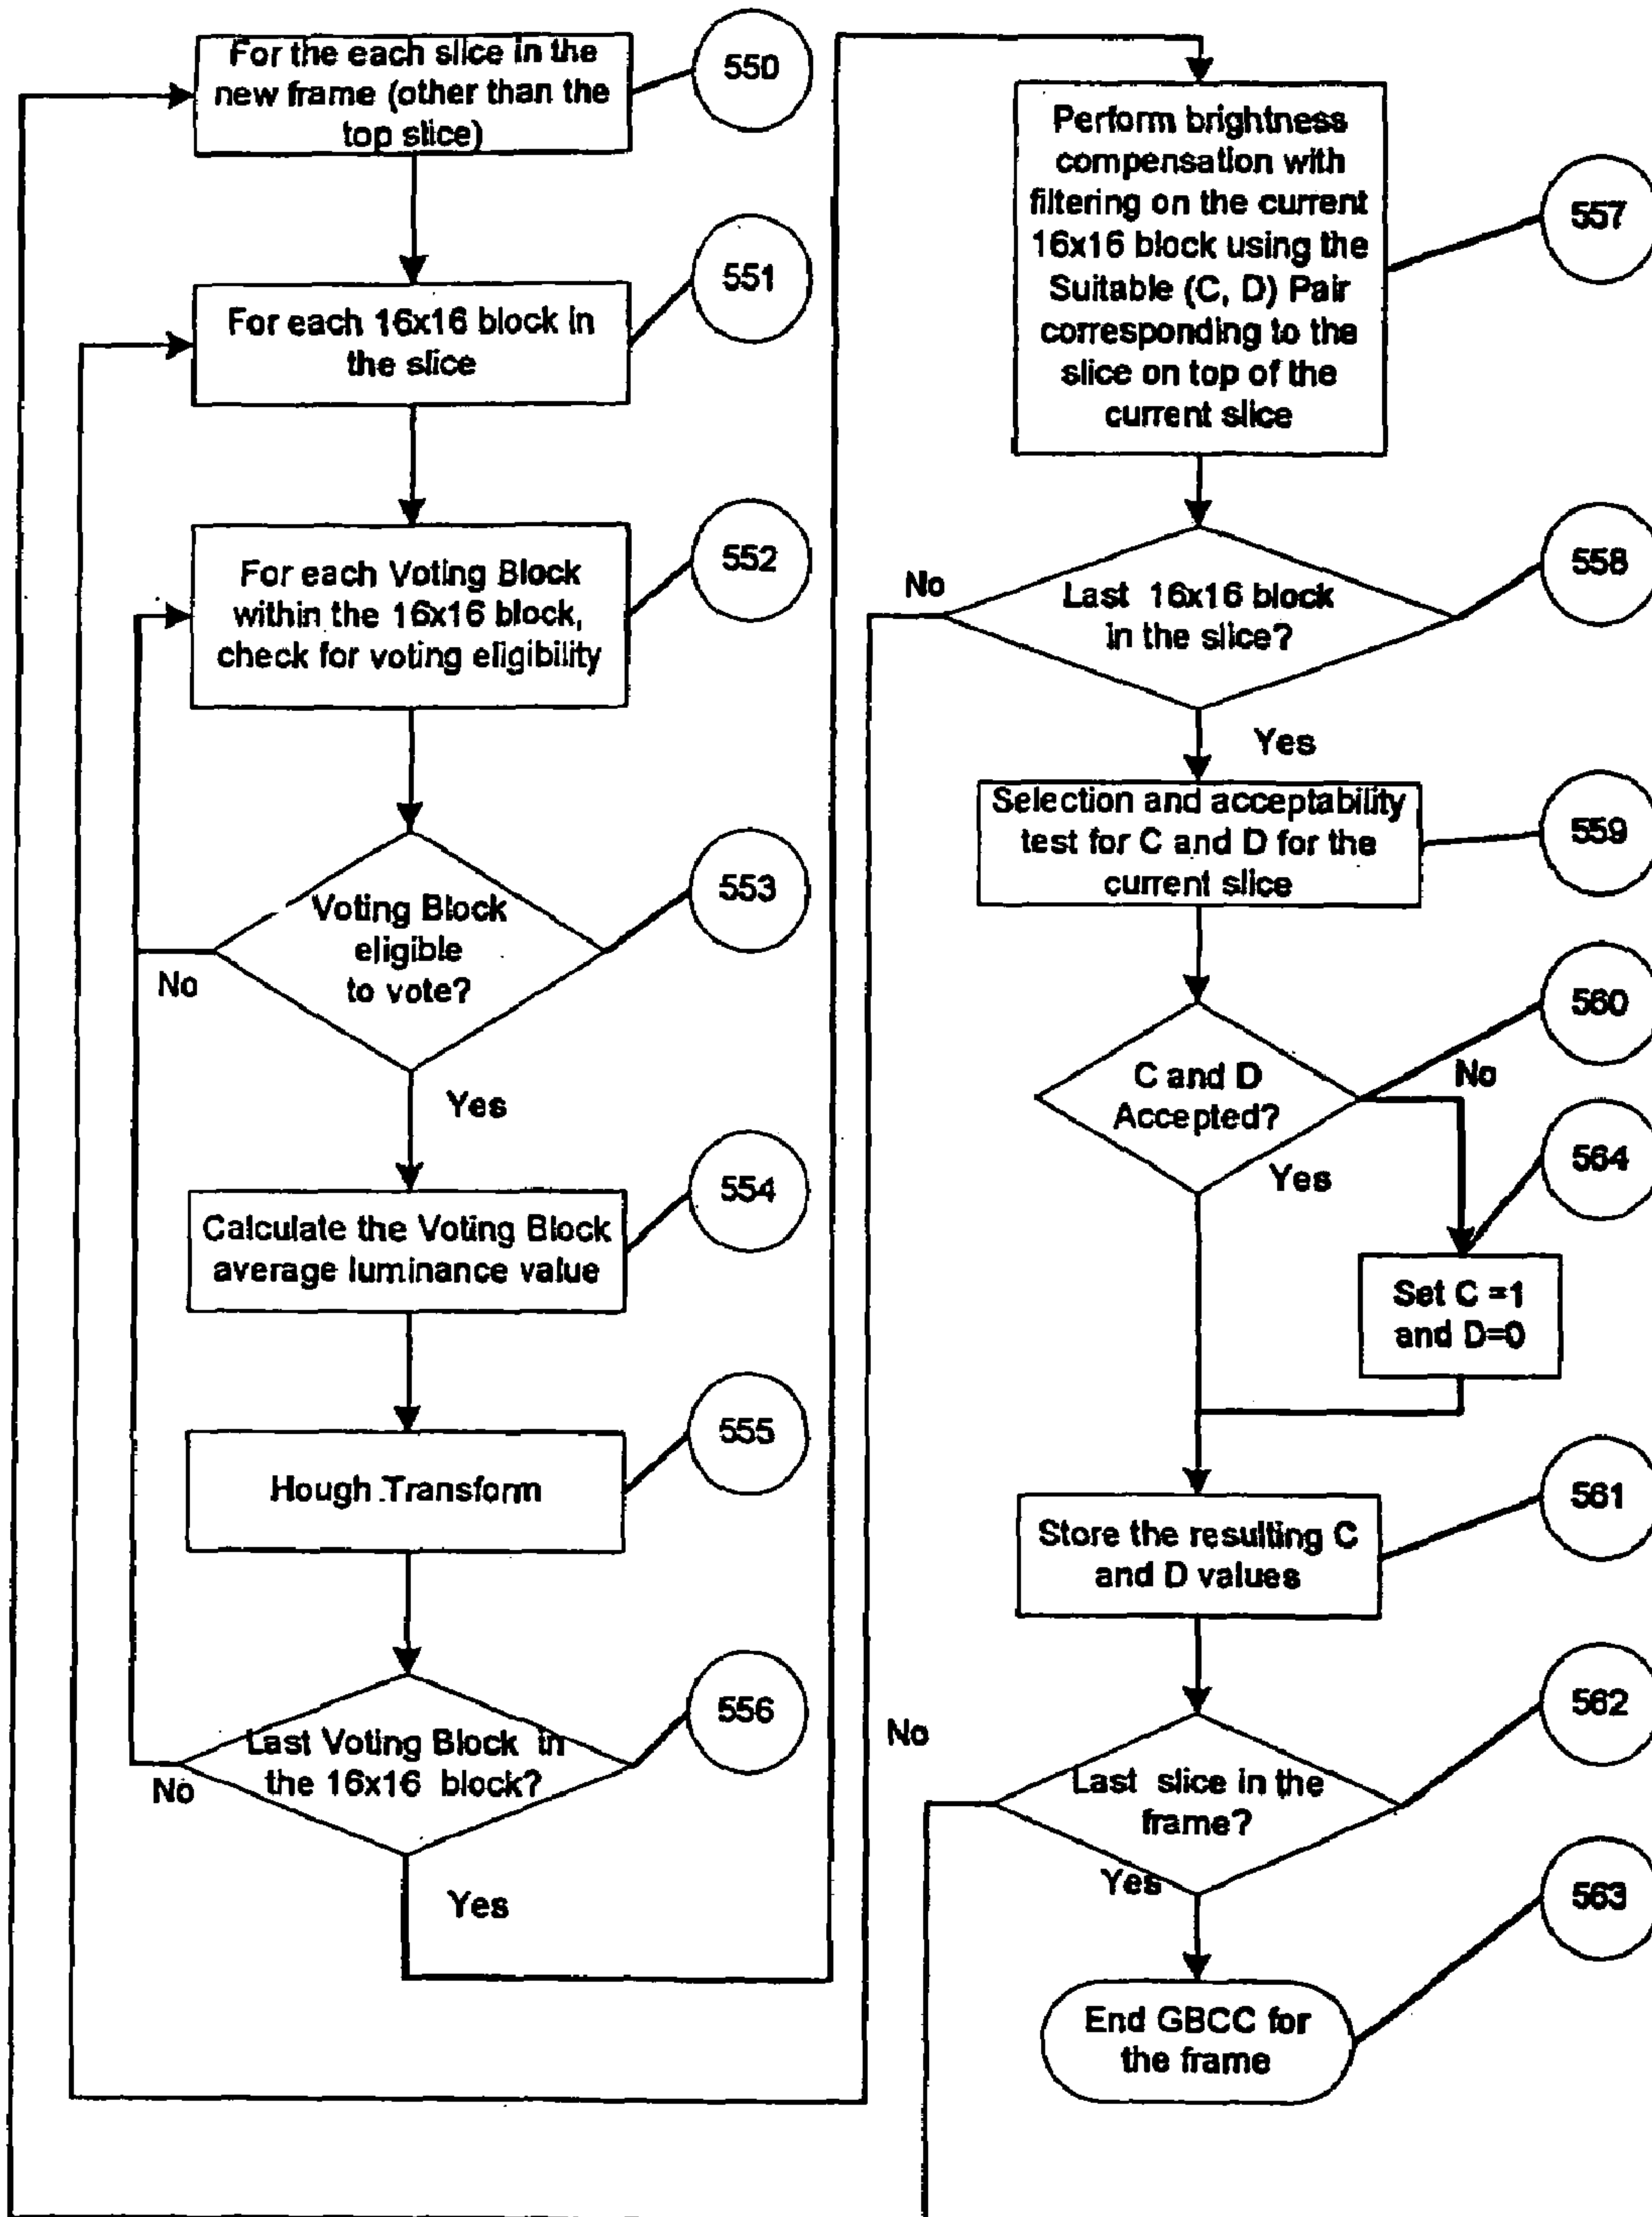 For the each slice in the
new frame (other than the
top slice)
550
For each 16x16 block in
the slice
551
For each Voting Block
within the 16x16 block,
check for voting eligibility
552
Voting Block
eligible
to vote?
553
No
Yes
Calculate the Voting Block
average luminance value
554
Hough Transform
555
Last Voting Block in
the 16x16 block?
556
No
Yes
Perform brightness
compensation with
filtering on the current
16x16 block using the
Suitable (C, D) Pair
corresponding to the
slice on top of the
current slice
557
Last 16x16 block
in the slice?
558
No
Yes
Selection and acceptability
test for C and D for the
current slice
559
C and D
Accepted?
560
No
Yes
564
Set C =1
and D=0
Store the resulting C
and D values
561
Last slice in the
frame?
562
No
Yes
End GBCC for
the frame
563